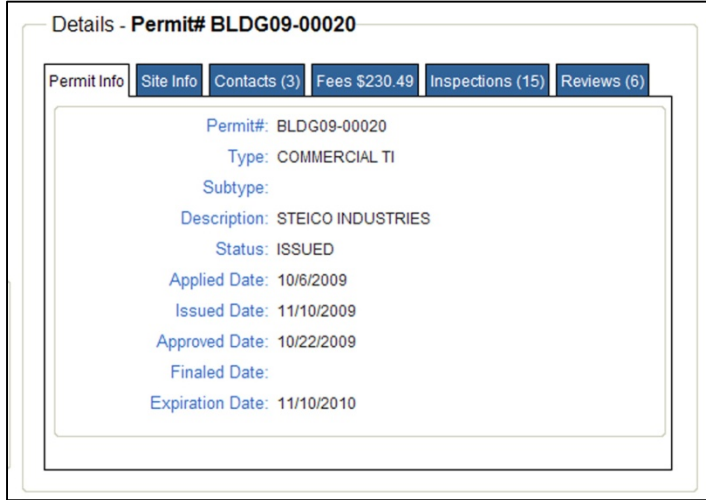 Details - Permit# BLDG09-00020
Permit Info Site Info Contacts (3) Fees $230.49 Inspections (15) Reviews (6)
Permit#: BLDG09-00020
Type: COMMERCIAL TI
Subtype:
Description: STEICO INDUSTRIES
Status: ISSUED
Applied Date: 10/6/2009
Issued Date: 11/10/2009
Approved Date: 10/22/2009
Finaled Date:
Expiration Date: 11/10/2010